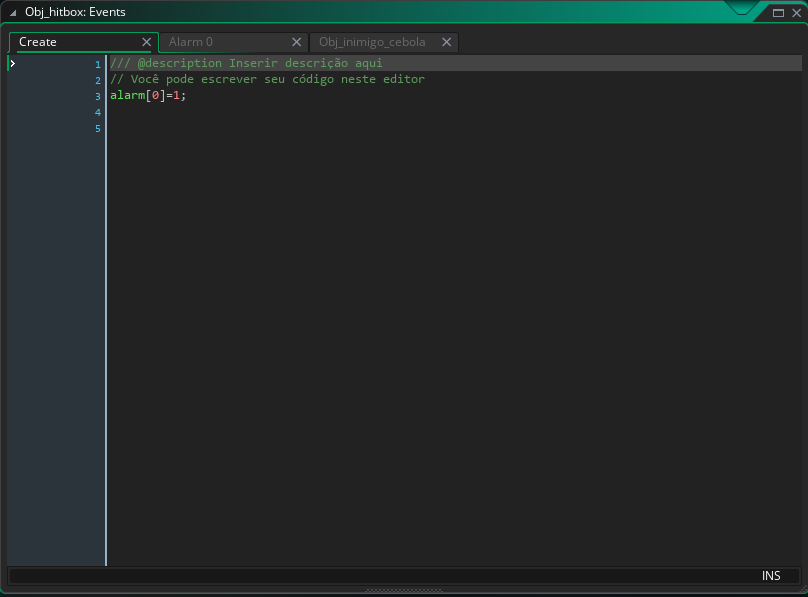 Obj_hitbox: Events
Create
Alarm 0
Obj_inimigo_cebola
1 /// @description Inserir descrição aqui
2 // Você pode escrever seu código neste editor
3 alarm[0]=1;
4
5
INS